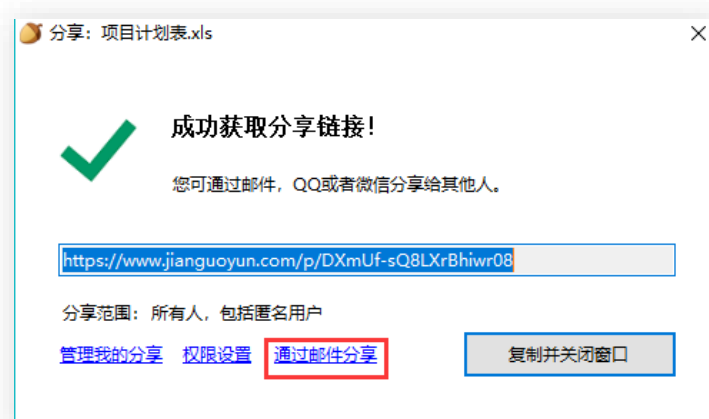 分享：项目计划表.xls
成功获取分享链接！
您可通过邮件，QQ或者微信分享给其他人。
https://www.jianguoyun.com/p/DXmUf-sQ8LXrBhiwr08
分享范围：所有人，包括匿名用户
管理我的分享 权限设置 通过邮件分享 复制并关闭窗口